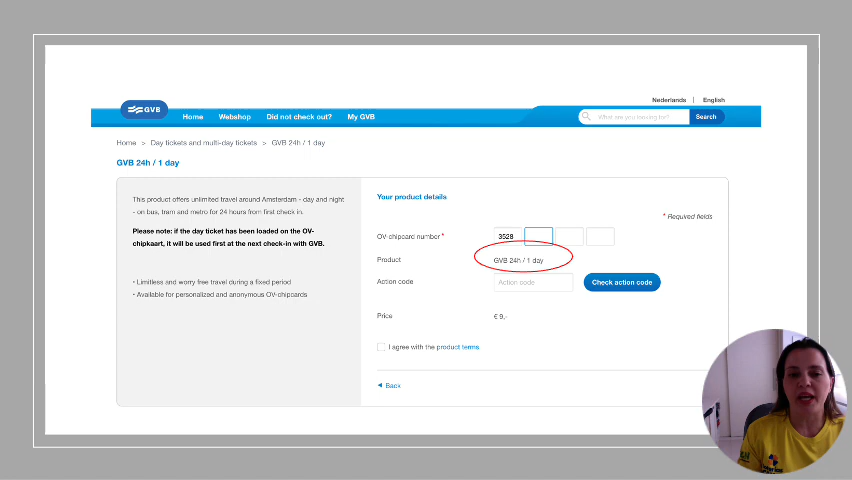 Nederlands | English
GVB
Home Webshop Did not check out? My GVB
What are you looking for? Search
Home > Day tickets and multi-day tickets > GVB 24h / 1 day
GVB 24h / 1 day
This product offers unlimited travel around Amsterdam - day and night
- on bus, tram and metro for 24 hours from first check in.
Please note: if the day ticket has been loaded on the OV-
chipkaart, it will be used first at the next check-in with GVB.
• Limitless and worry free travel during a fixed period
• Available for personalized and anonymous OV-chipcards
Your product details
* Required fields
OV-chipcard number * 3528
Product GVB 24h / 1 day
Action code Action code Check action code
Price € 9,-
I agree with the product terms.
Back